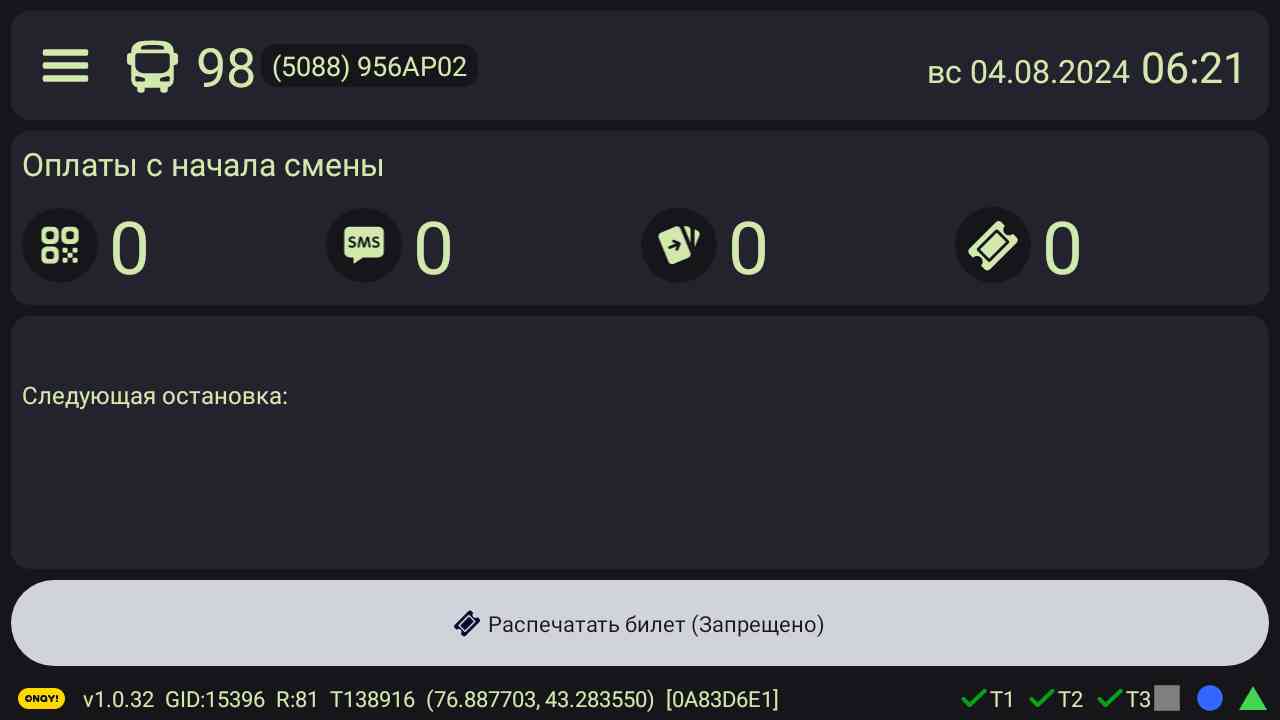 98 (5088) 956AP02 вс 04.08.2024 06:21
Оплаты с начала смены
0 SMS 0 0 0
Следующая остановка:
Распечатать билет (Запрещено)
ONAY! v1.0.32 GID:15396 R:81 T138916 (76.887703, 43.283550) [0A83D6E1] T1 T2 T3